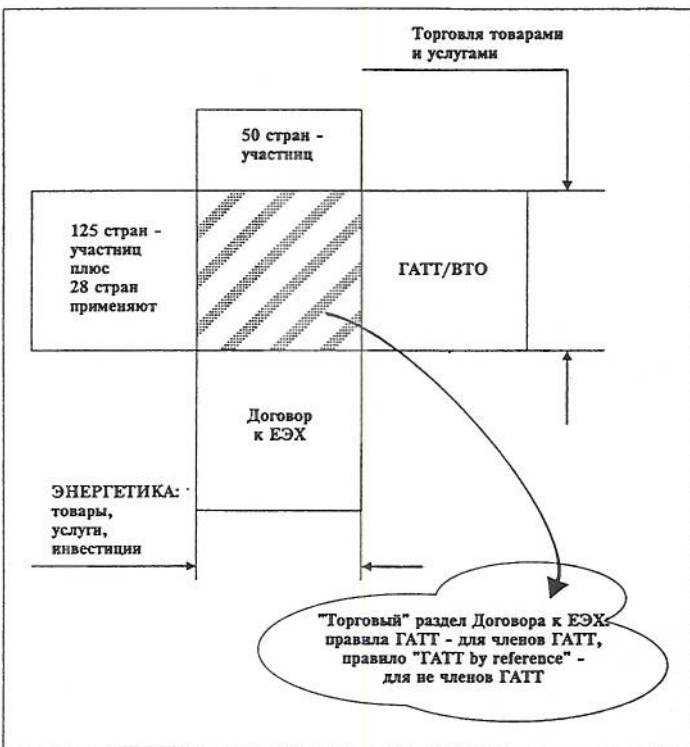 Торговля товарами
и услугами
50 стран -
участниц
125 стран -
участниц
плюс
28 стран
применяют
ГАТТ/ВТО
Договор
к ЕЭХ
ЭНЕРГЕТИКА:
товары,
услуги,
инвестиции
"Торговый" раздел Договора к ЕЭХ:
правила ГАТТ - для членов ГАТТ,
правило "ГАТТ by reference" -
для не членов ГАТТ